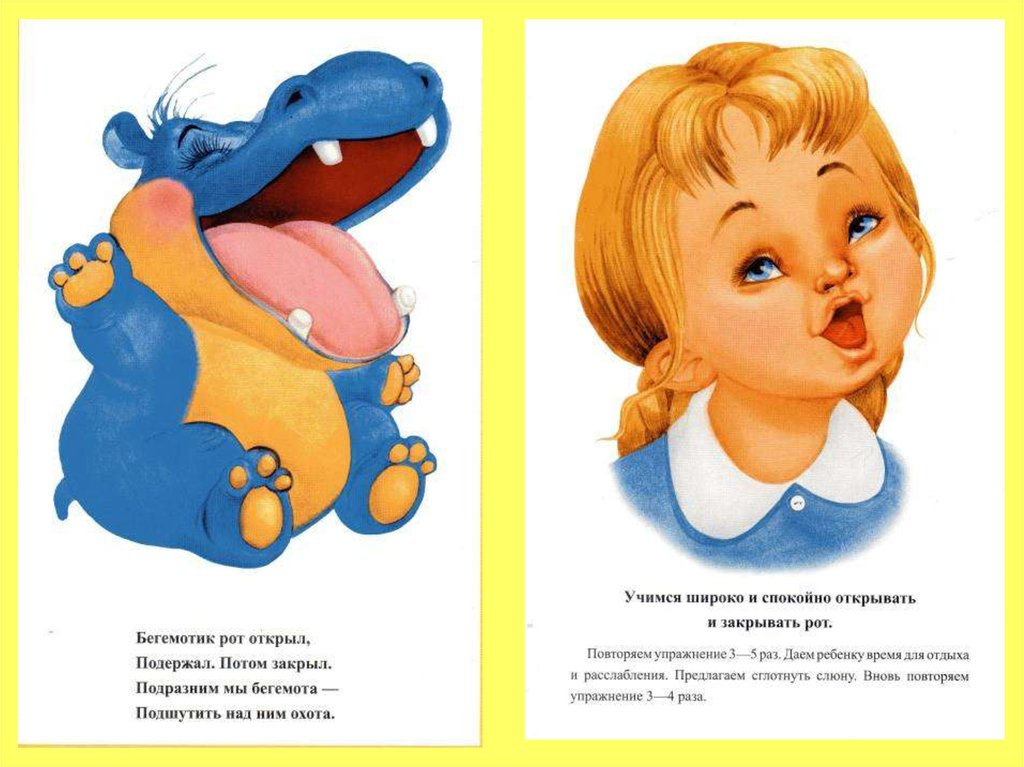 Бегемотик рот открыл,
Подержал. Потом закрыл.
Подразним мы бегемота —
Подшутить над ним охота.
Учимся широко и спокойно открывать
и закрывать рот.
Повторяем упражнение 3—5 раз. Даем ребенку время для отдыха
и расслабления. Предлагаем сглотнуть слюну. Вновь повторяем
упражнение 3—4 раза.